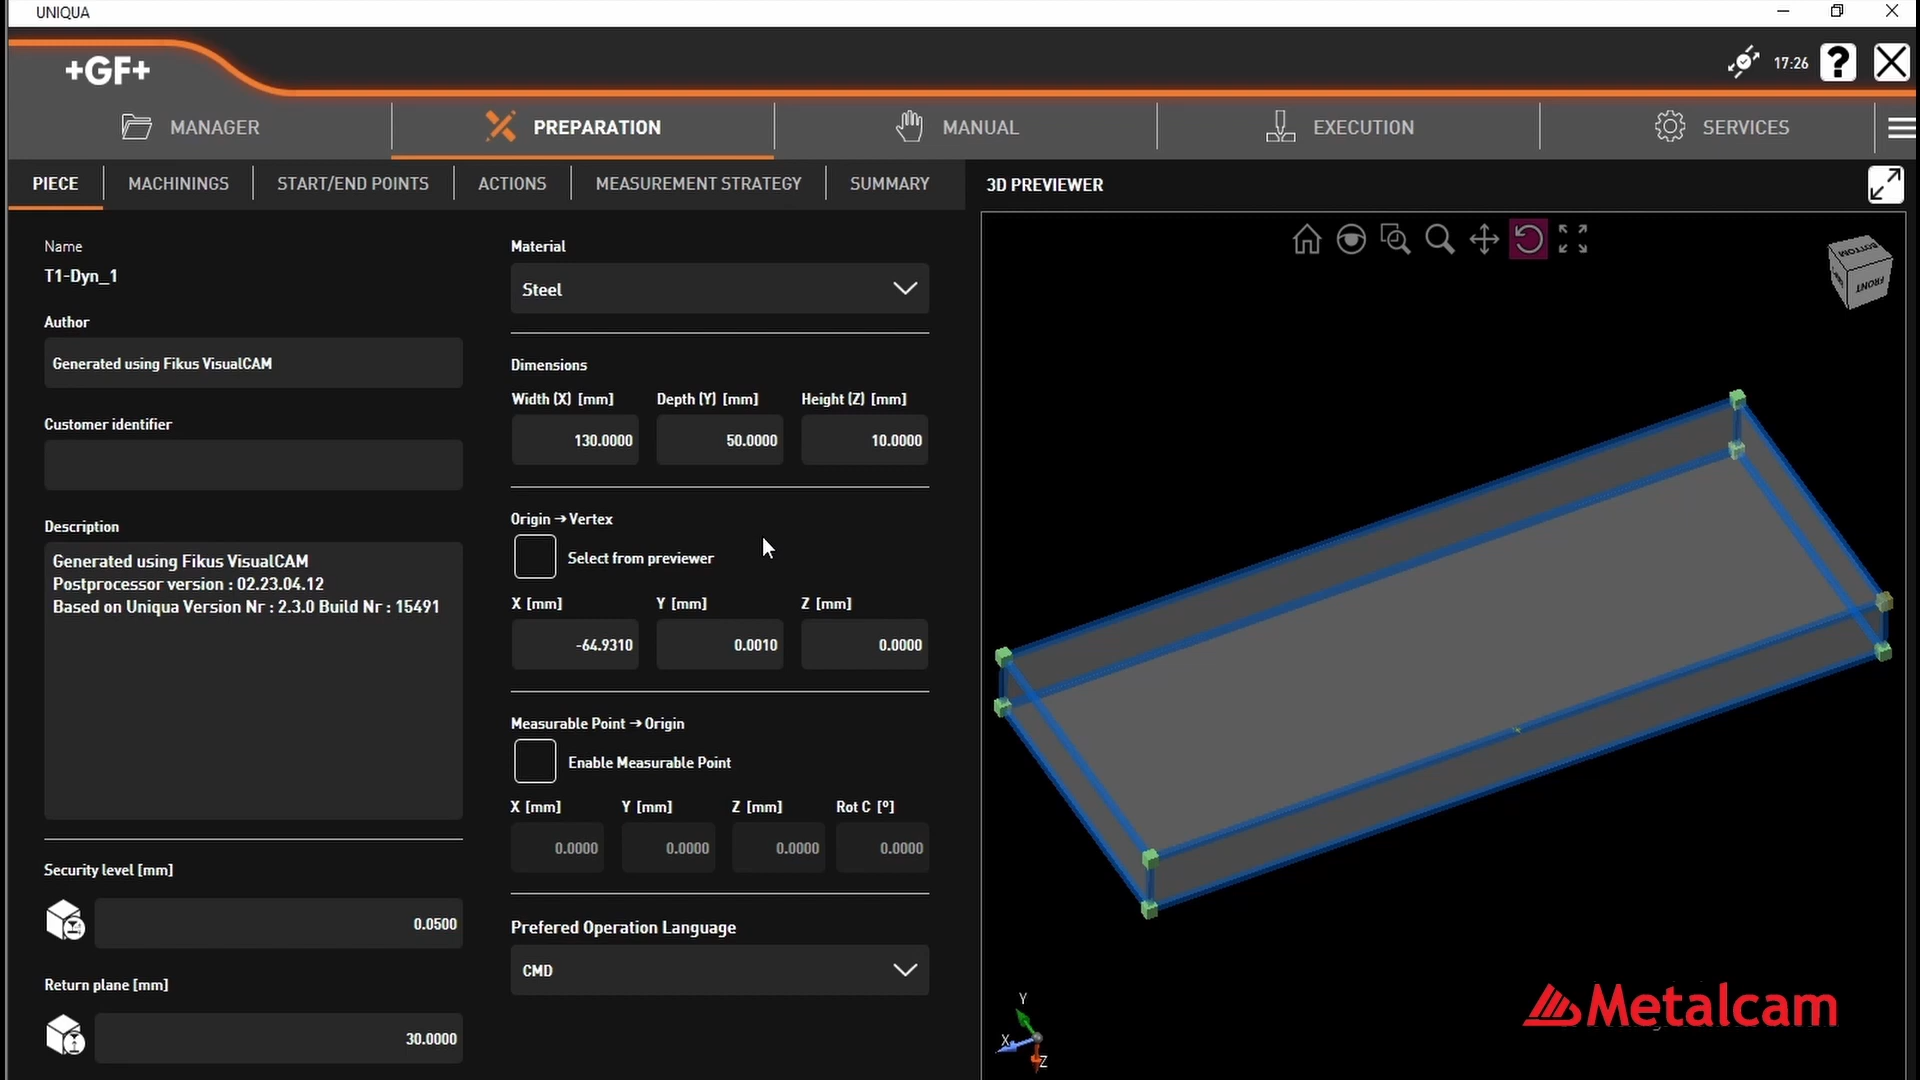 UNIQUA
+GF+
17:26
?
MANAGER
PREPARATION
MANUAL
EXECUTION
SERVICES
PIECE
MACHININGS
START/END POINTS
ACTIONS
MEASUREMENT STRATEGY
SUMMARY
3D PREVIEWER
Name
T1-Dyn_1
Author
Generated using Fikus VisualCAM
Customer identifier
Description
Generated using Fikus VisualCAM
Postprocessor version : 02.23.04.12
Based on Uniqua Version Nr : 2.3.0 Build Nr : 15491
Security level [mm]
0.0500
Return plane [mm]
30.0000
Material
Steel
Dimensions
Width (X) [mm] Depth (Y) [mm] Height (Z) [mm]
130.0000 50.0000 10.0000
Origin → Vertex
Select from previewer
X [mm] Y [mm] Z [mm]
-64.9310 0.0010 0.0000
Measurable Point → Origin
Enable Measurable Point
X [mm] Y [mm] Z [mm] Rot C [º]
0.0000 0.0000 0.0000 0.0000
Prefered Operation Language
CMD
BOTTOM
FRONT
Y
X
Z
Metalcam